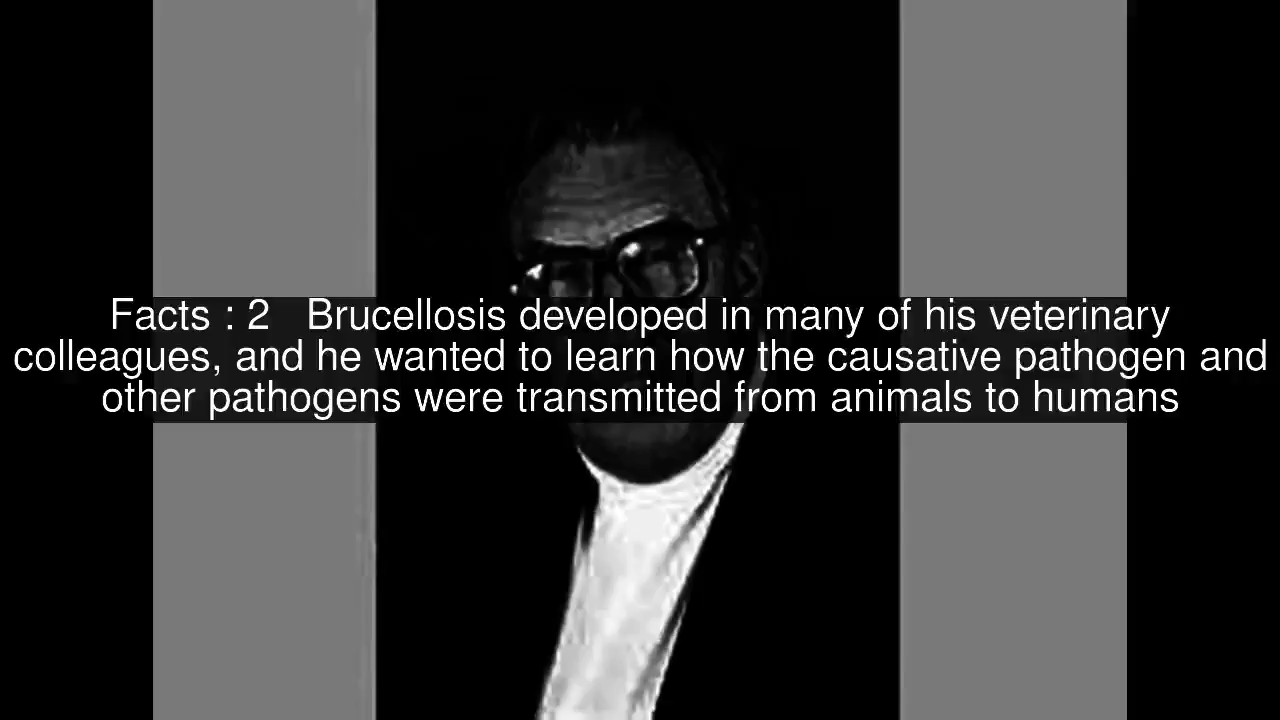 Facts : 2   Brucellosis developed in many of his veterinary
colleagues, and he wanted to learn how the causative pathogen and
other pathogens were transmitted from animals to humans